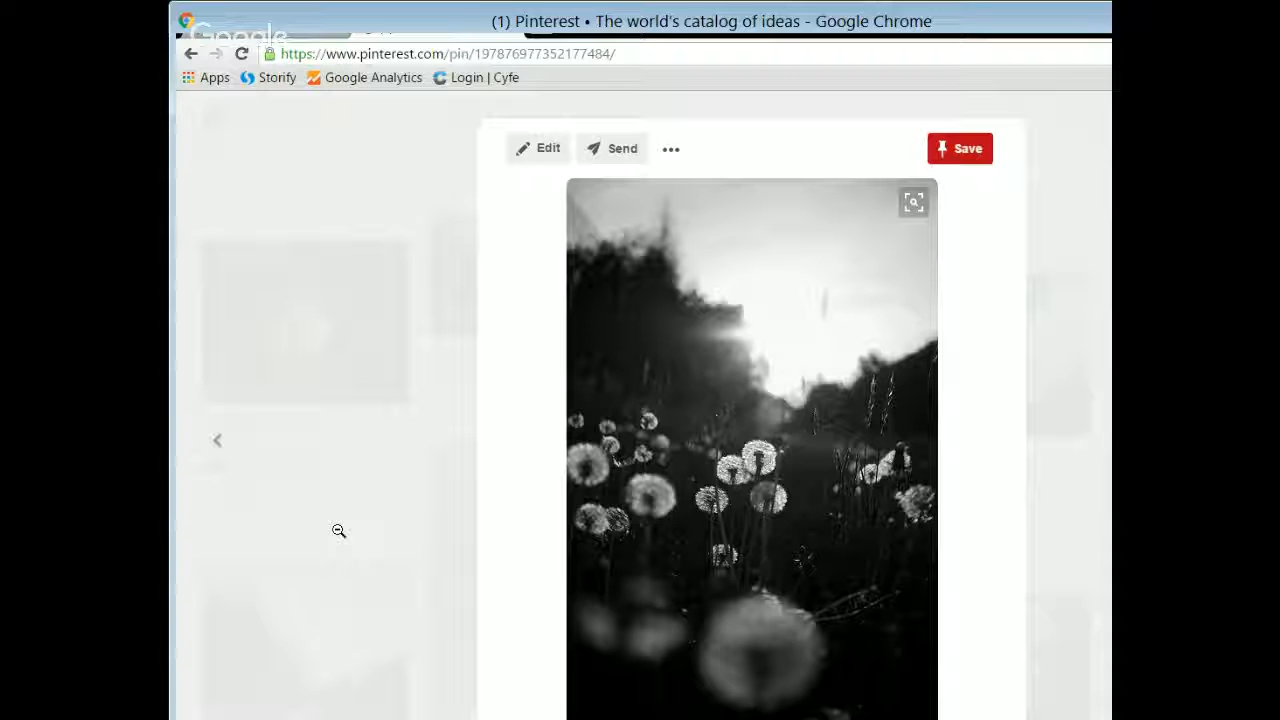 (1) Pinterest • The world's catalog of ideas - Google Chrome
Google
https://www.pinterest.com/pin/197876977352177484/
Apps Storify Google Analytics Login | Cyfe
Edit Send ••• Save